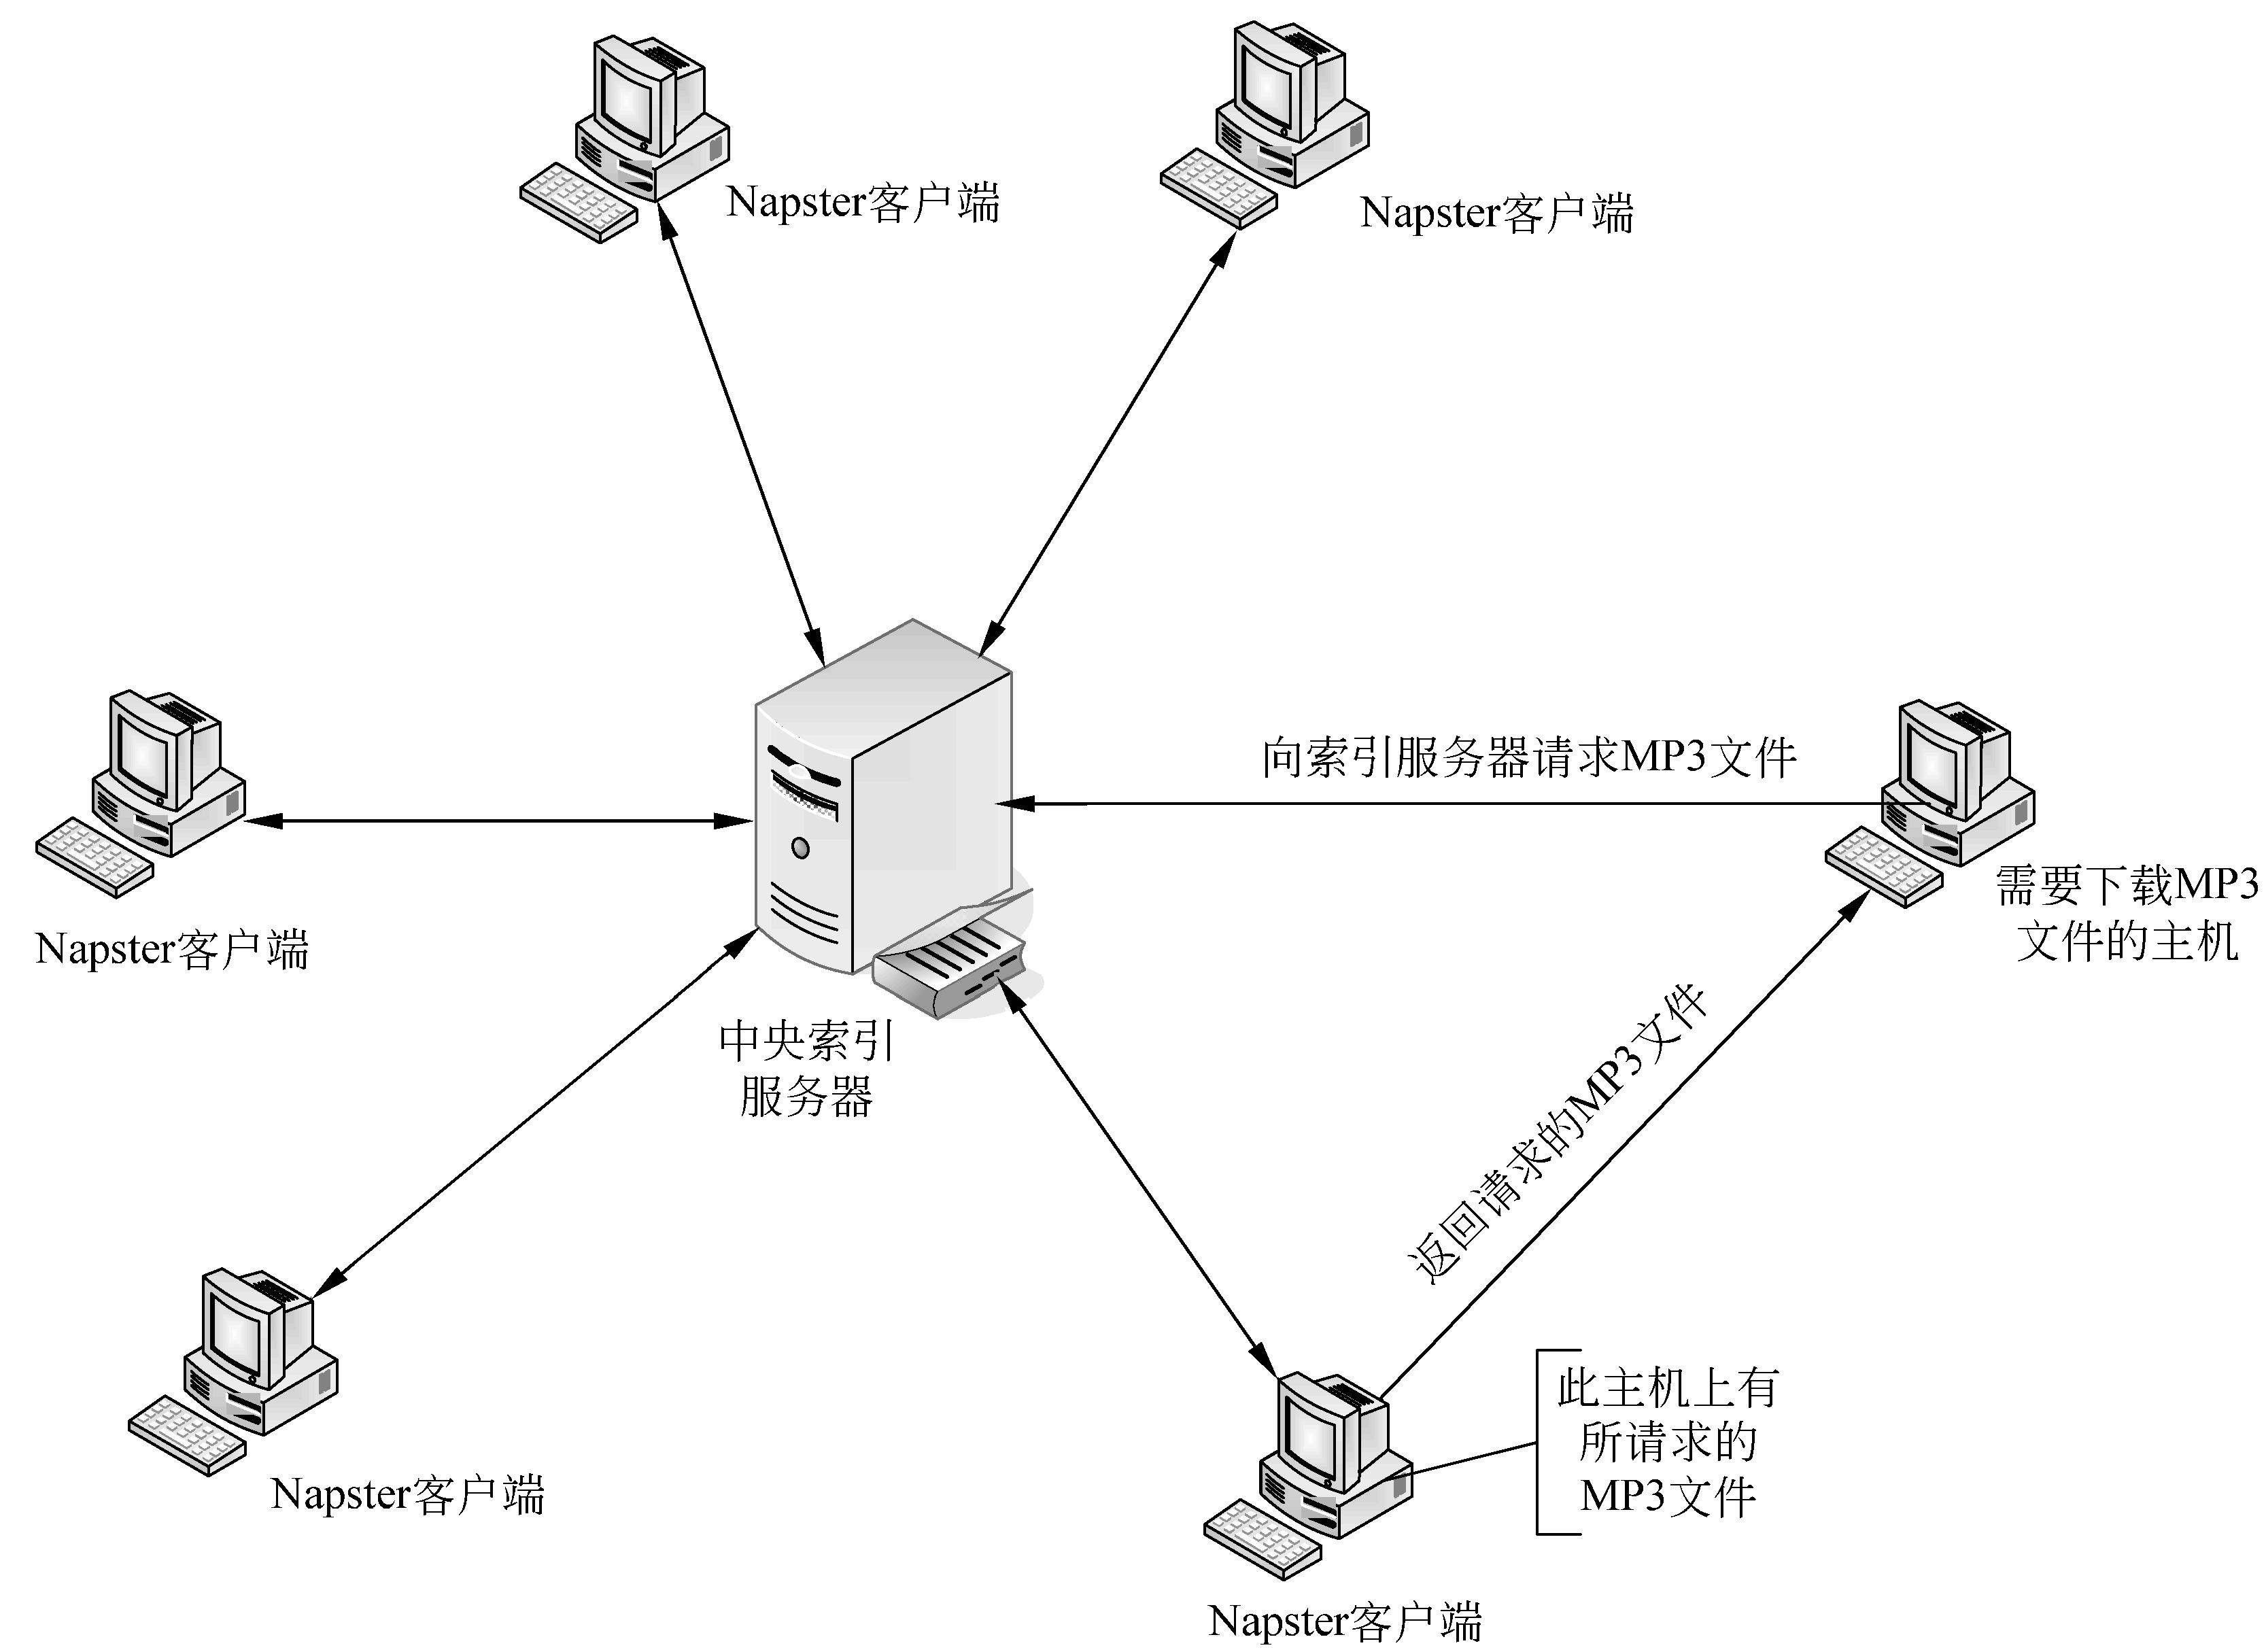 Napster客户端
Napster客户端
向索引服务器请求MP3文件
需要下载MP3
文件的主机
Napster客户端
中央索引
服务器
返回请求的MP3文件
此主机上有
所请求的
MP3文件
Napster客户端
Napster客户端